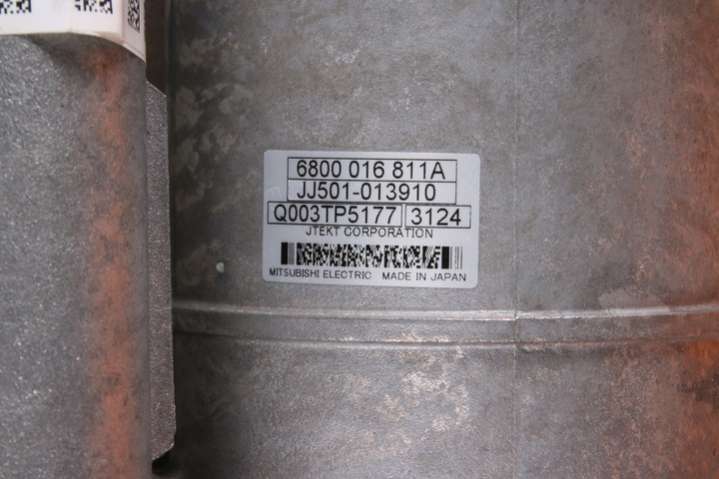 6800 016 811A
JJ501-013910
Q003TP5177 3124
JTEKT CORPORATION
MITSUBISHI ELECTRIC MADE IN JAPAN